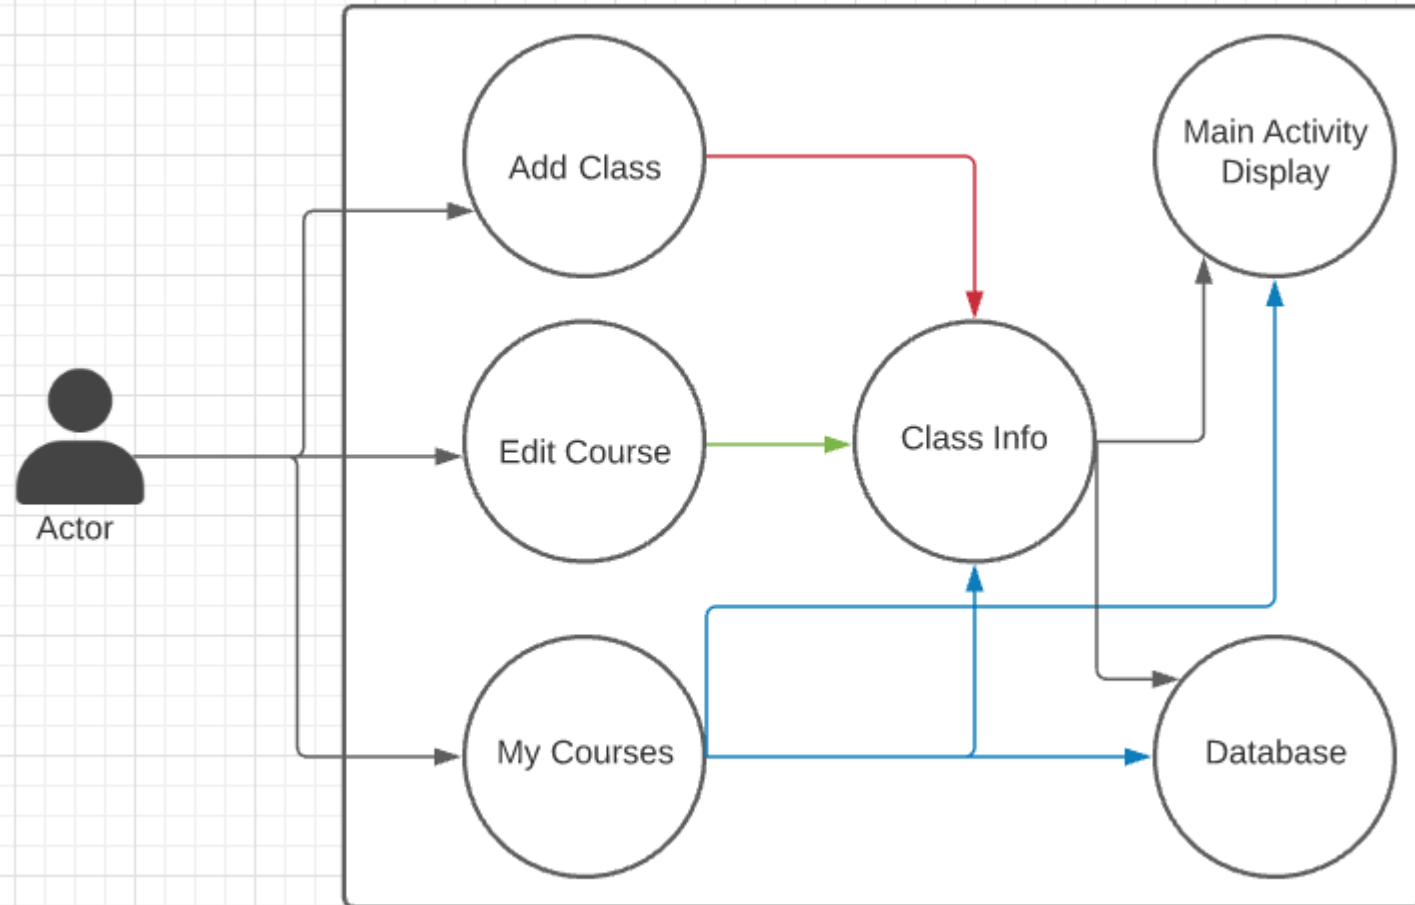 Add Class
Main Activity
Display
Edit Course
Class Info
Actor
My Courses
Database